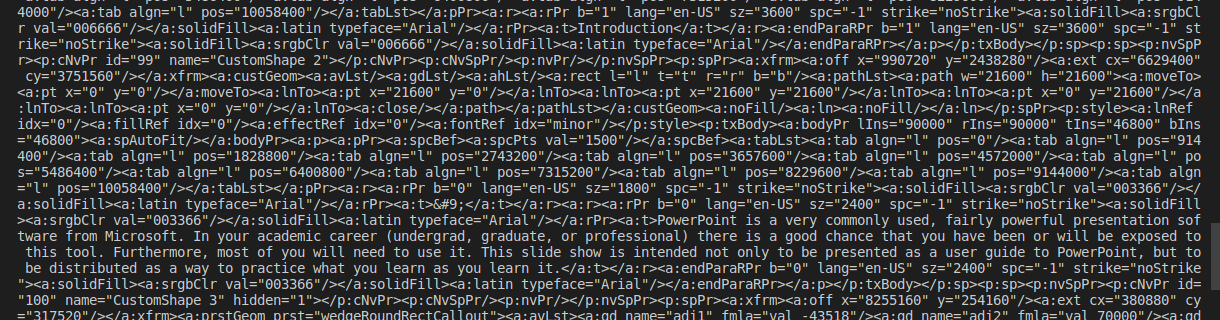 4000"/><a:tab algn="l" pos="10058400"/></a:tabLst></a:pPr><a:r><a:rPr b="1" lang="en-US" sz="3600" spc="-1" strike="noStrike"><a:solidFill><a:srgbCl
r val="006666"/></a:solidFill><a:latin typeface="Arial"/></a:rPr><a:t>Introduction</a:t></a:r><a:endParaRPr b="1" lang="en-US" sz="3600" spc="-1" st
rike="noStrike"><a:solidFill><a:srgbClr val="006666"/></a:solidFill><a:latin typeface="Arial"/></a:endParaRPr></a:p></p:txBody></p:sp><p:sp><p:nvSpP
r><p:cNvPr id="99" name="CustomShape 2"></p:cNvPr><p:cNvSpPr/><p:nvPr/></p:nvSpPr><p:spPr><a:xfrm><a:off x="990720" y="2438280"/><a:ext cx="6629400"
cy="3751560"/></a:xfrm><a:custGeom><a:avLst/><a:gdLst/><a:ahLst/><a:rect l="l" t="t" r="r" b="b"/><a:pathLst><a:path w="21600" h="21600"><a:moveTo>
<a:pt x="0" y="0"/></a:moveTo><a:lnTo><a:pt x="21600" y="0"/></a:lnTo><a:lnTo><a:pt x="21600" y="21600"/></a:lnTo><a:lnTo><a:pt x="0" y="21600"/></a
:lnTo><a:lnTo><a:pt x="0" y="0"/></a:lnTo><a:close/></a:path></a:pathLst></a:custGeom><a:noFill/><a:ln><a:noFill/></a:ln></p:spPr><p:style><a:lnRef
idx="0"/><a:fillRef idx="0"/><a:effectRef idx="0"/><a:fontRef idx="minor"/></p:style><p:txBody><a:bodyPr lIns="90000" rIns="90000" tIns="46800" bIns
="46800"><a:spAutoFit/></a:bodyPr><a:p><a:pPr><a:spcBef><a:spcPts val="1500"/></a:spcBef><a:tabLst><a:tab algn="l" pos="0"/><a:tab algn="l" pos="914
400"/><a:tab algn="l" pos="1828800"/><a:tab algn="l" pos="2743200"/><a:tab algn="l" pos="3657600"/><a:tab algn="l" pos="4572000"/><a:tab algn="l" po
s="5486400"/><a:tab algn="l" pos="6400800"/><a:tab algn="l" pos="7315200"/><a:tab algn="l" pos="8229600"/><a:tab algn="l" pos="9144000"/><a:tab algn
="l" pos="10058400"/></a:tabLst></a:pPr><a:r><a:rPr b="0" lang="en-US" sz="1800" spc="-1" strike="noStrike"><a:solidFill><a:srgbClr val="003366"/></
a:solidFill><a:latin typeface="Arial"/></a:rPr><a:t>&#9;</a:t></a:r><a:r><a:rPr b="0" lang="en-US" sz="2400" spc="-1" strike="noStrike"><a:solidFill
><a:srgbClr val="003366"/></a:solidFill><a:latin typeface="Arial"/></a:rPr><a:t>PowerPoint is a very commonly used, fairly powerful presentation sof
tware from Microsoft. In your academic career (undergrad, graduate, or professional) there is a good chance that you have been or will be exposed to
this tool. Furthermore, most of you will need to use it. This slide show is intended not only to be presented as a user guide to PowerPoint, but to
be distributed as a way to practice what you learn as you learn it.</a:t></a:r><a:endParaRPr b="0" lang="en-US" sz="2400" spc="-1" strike="noStrike
"><a:solidFill><a:srgbClr val="003366"/></a:solidFill><a:latin typeface="Arial"/></a:endParaRPr></a:p></p:txBody></p:sp><p:sp><p:nvSpPr><p:cNvPr id=
"100" name="CustomShape 3" hidden="1"></p:cNvPr><p:cNvSpPr/><p:nvPr/></p:nvSpPr><p:spPr><a:xfrm><a:off x="8255160" y="254160"/><a:ext cx="380880" cy
="317520"/></a:xfrm><a:prstGeom prst="wedgeRoundRectCallout"><a:avLst><a:gd name="adj1" fmla="val -43518"/><a:gd name="adj2" fmla="val 70000"/><a:gd